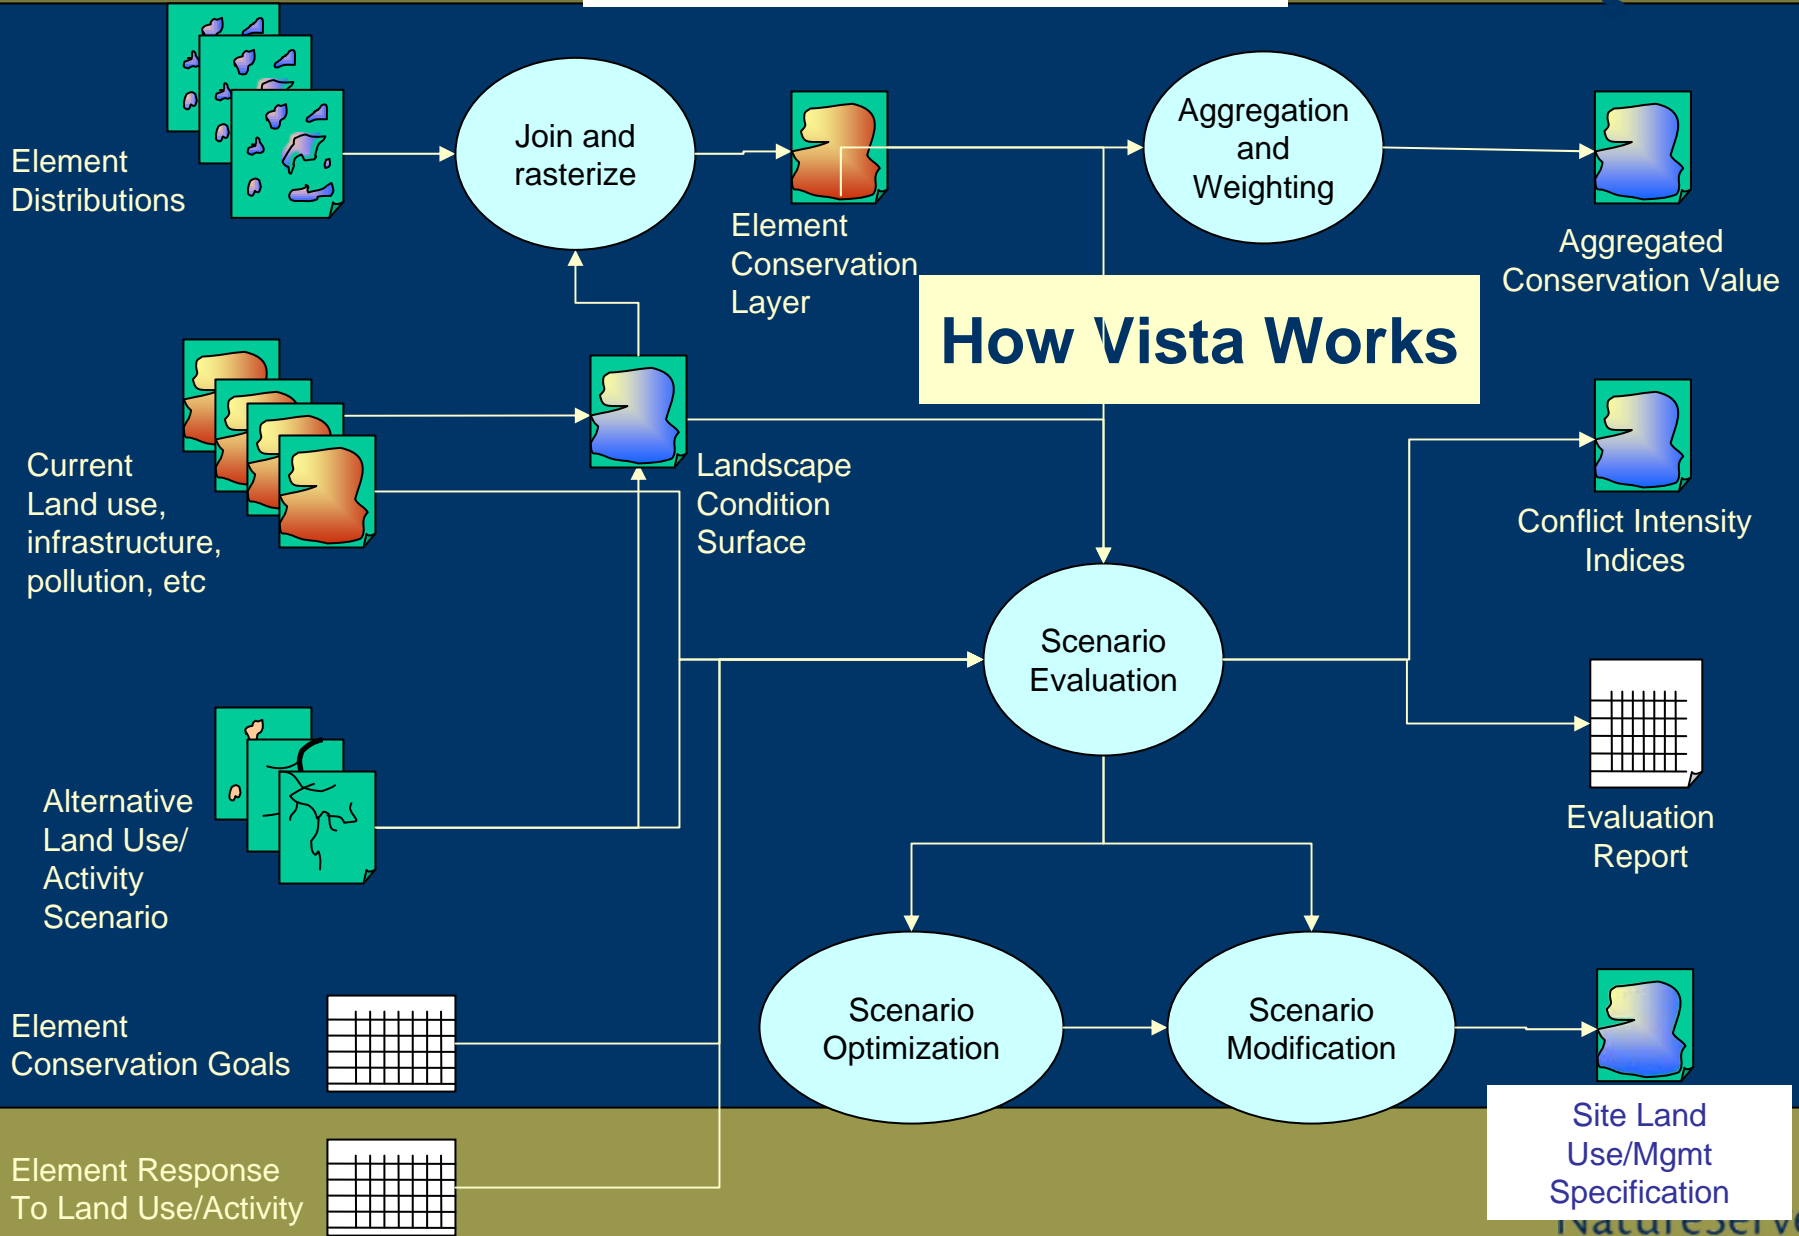 Element
Distributions
Join and
rasterize
Element
Conservation
Layer
Aggregation
and
Weighting
Aggregated
Conservation Value
How Vista Works
Current
Land use,
infrastructure,
pollution, etc
Landscape
Condition
Surface
Conflict Intensity
Indices
Scenario
Evaluation
Evaluation
Report
Alternative
Land Use/
Activity
Scenario
Scenario
Optimization
Scenario
Modification
Element
Conservation Goals
Site Land
Use/Mgmt
Specification
Element Response
To Land Use/Activity